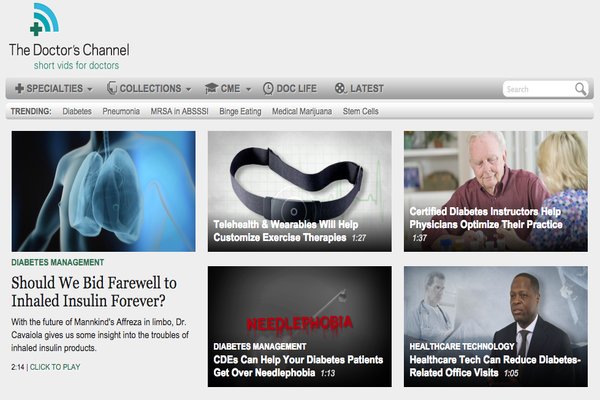 The Doctor's Channel
short vids for doctors
SPECIALTIES COLLECTIONS CME DOC LIFE LATEST Search
TRENDING: Diabetes Pneumonia MRSA in ABSSSI Binge Eating Medical Marijuana Stem Cells
DIABETES MANAGEMENT
Should We Bid Farewell to
Inhaled Insulin Forever?
With the future of Mannkind's Affreza in limbo, Dr.
Cavaiola gives us some insight into the troubles of
inhaled insulin products.
2:14 | CLICK TO PLAY
Telehealth & Wearables Will Help
Customize Exercise Therapies 1:27
Certified Diabetes Instructors Help
Physicians Optimize Their Practice
1:37
NEEDLEPHOBIA
DIABETES MANAGEMENT
CDEs Can Help Your Diabetes Patients
Get Over Needlephobia 1:13
HEALTHCARE TECHNOLOGY
Healthcare Tech Can Reduce Diabetes-
Related Office Visits 1:05